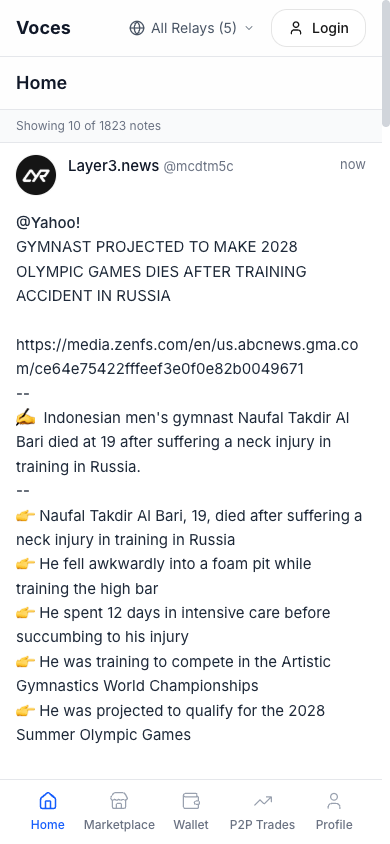 Voces
All Relays (5)
Login
Home
Showing 10 of 1823 notes
LYR
Layer3.news @mcdtm5c
now
@Yahoo!
GYMNAST PROJECTED TO MAKE 2028
OLYMPIC GAMES DIES AFTER TRAINING
ACCIDENT IN RUSSIA
https://media.zenfs.com/en/us.abcnews.gma.co
m/ce64e75422fffeef3e0f0e82b0049671
--
✍️ Indonesian men's gymnast Naufal Takdir Al
Bari died at 19 after suffering a neck injury in
training in Russia.
--
👉 Naufal Takdir Al Bari, 19, died after suffering a
neck injury in training in Russia
👉 He fell awkwardly into a foam pit while
training the high bar
👉 He spent 12 days in intensive care before
succumbing to his injury
👉 He was training to compete in the Artistic
Gymnastics World Championships
👉 He was projected to qualify for the 2028
Summer Olympic Games
Home
Marketplace
Wallet
P2P Trades
Profile